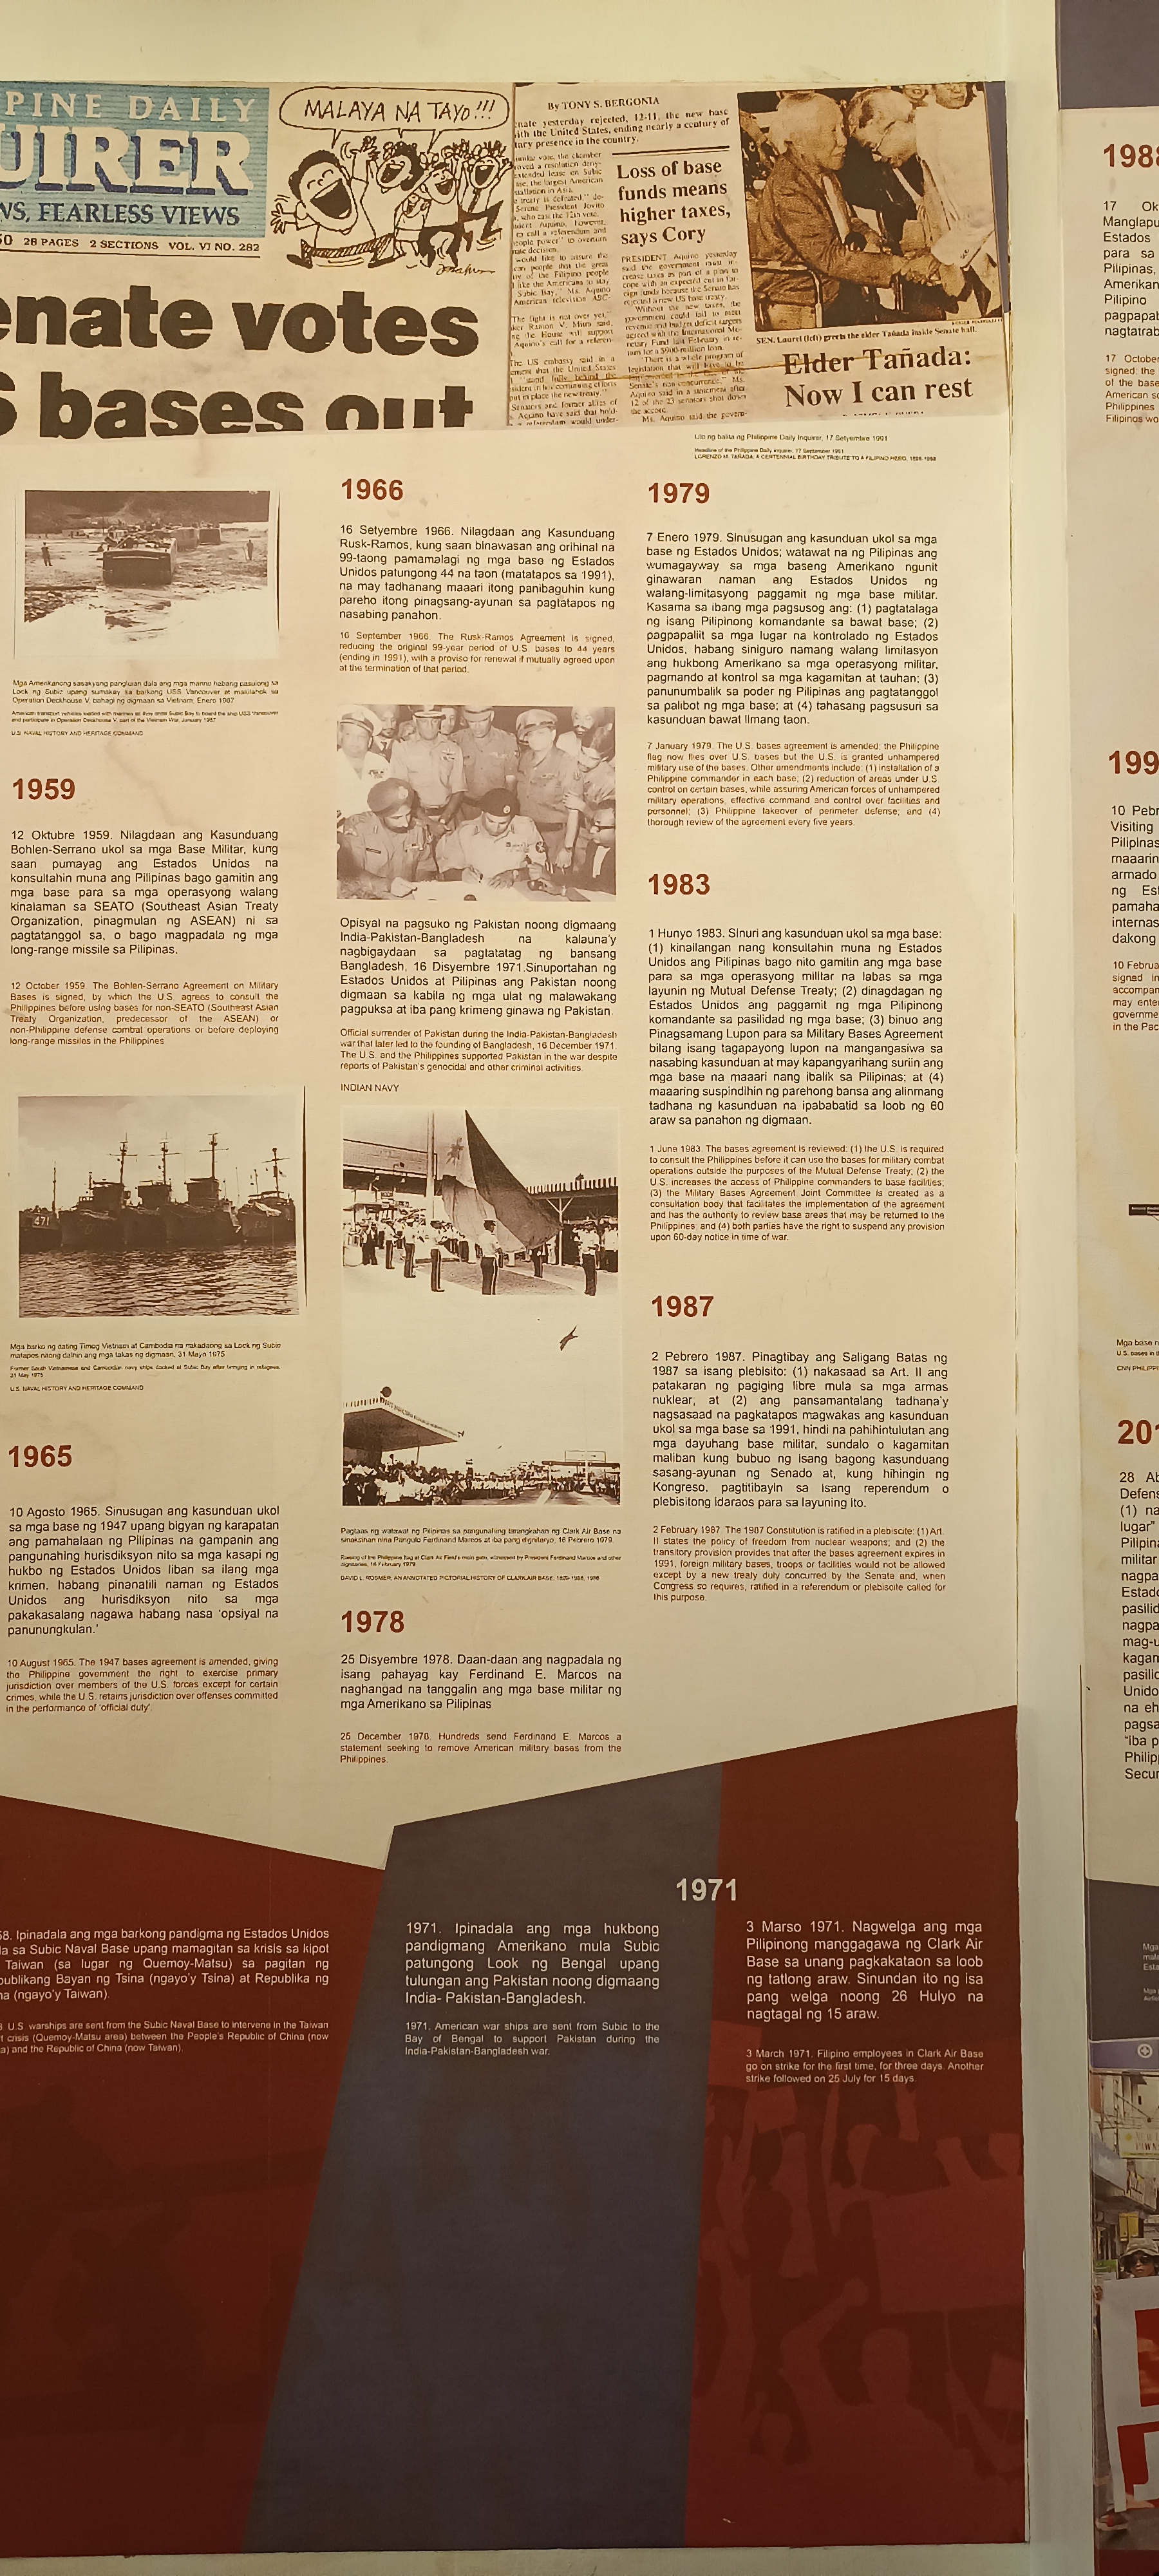 PINE DAILY
UIRER
WS, FEARLESS VIEWS
50 28 PAGES 2 SECTIONS VOL. VI NO. 282
MALAYA NA TAYO!!!
enate votes
S bases out
By TONY S. BERGONIA
enate yesterday rejected, 12-11, the new base
ith the United States, ending nearly a century of
tary presence in the country.
Loss of base
funds means
higher taxes,
says Cory
SEN. Laurel (left) greets the elder Tañada inside Senate hall.
Elder Tañada:
Now I can rest
Ulo ng balita ng Philippine Daily Inquirer, 17 Setyembre 1991
Headline of the Philippine Daily Inquirer, 17 September 1991
LORENZO M. TAÑADA: A CENTENNIAL BIRTHDAY TRIBUTE TO A FILIPINO HERO, 1898-1998
Mga Amerikanong sasakyang pangtulan dala ang mga marino habang pasulong sa
Look ng Subic upang sumakay sa barkong USS Vancouver at makilahok sa
Operation Deckhouse V, bahagi ng digmaan sa Vietnam, Enero 1967
American transport vehicles loaded with marines as they enter Subic Bay to board the ship USS Vancouver
and participate in Operation Deckhouse V, part of the Vietnam War, January 1967
U.S. NAVAL HISTORY AND HERITAGE COMMAND
1959
12 Oktubre 1959. Nilagdaan ang Kasunduang
Bohlen-Serrano ukol sa mga Base Militar, kung
saan pumayag ang Estados Unidos na
konsultahin muna ang Pilipinas bago gamitin ang
mga base para sa mga operasyong walang
kinalaman sa SEATO (Southeast Asian Treaty
Organization, pinagmulan ng ASEAN) ni sa
pagtatanggol sa, o bago magpadala ng mga
long-range missile sa Pilipinas.
12 October 1959. The Bohlen-Serrano Agreement on Military
Bases is signed, by which the U.S. agrees to consult the
Philippines before using bases for non-SEATO (Southeast Asian
Treaty Organization, predecessor of the ASEAN) or
non-Philippine defense combat operations or before deploying
long-range missiles in the Philippines.
471
Mga barko ng dating Timog Vietnam at Cambodia na nakadaong sa Look ng Subic
matapos nitong dalhin ang mga lakas ng digmaan, 31 Mayo 1975
Former South Vietnamese and Cambodian navy ships docked at Subic Bay after bringing in refugees,
31 May 1975
U.S. NAVAL HISTORY AND HERITAGE COMMAND
1965
10 Agosto 1965. Sinusugan ang kasunduan ukol
sa mga base ng 1947 upang bigyan ng karapatan
ang pamahalaan ng Pilipinas na gampanin ang
pangunahing hurisdiksyon nito sa mga kasapi ng
hukbo ng Estados Unidos liban sa ilang mga
krimen, habang pinanatili naman ng Estados
Unidos ang hurisdiksyon nito sa mga
pakakasalang nagawa habang nasa ‘opsiyal na
panunungkulan.’
10 August 1965. The 1947 bases agreement is amended, giving
the Philippine government the right to exercise primary
jurisdiction over members of the U.S. forces except for certain
crimes, while the U.S. retains jurisdiction over offenses committed
in the performance of ‘official duty’.
1966
16 Setyembre 1966. Nilagdaan ang Kasunduang
Rusk-Ramos, kung saan binawasan ang orihinal na
99-taong pamamalagi ng mga base ng Estados
Unidos patungong 44 na taon (matatapos sa 1991),
na may tadhanang maaari itong panibaguhin kung
pareho itong pinagsang-ayunan sa pagtatapos ng
nasabing panahon.
16 September 1966. The Rusk-Ramos Agreement is signed,
reducing the original 99-year period of U.S. bases to 44 years
(ending in 1991), with a proviso for renewal if mutually agreed upon
at the termination of that period.
Opisyal na pagsuko ng Pakistan noong digmaang
India-Pakistan-Bangladesh na kalauna'y
nagbigaydaan sa pagtatatag ng bansang
Bangladesh, 16 Disyembre 1971.Sinuportahan ng
Estados Unidos at Pilipinas ang Pakistan noong
digmaan sa kabila ng mga ulat ng malawakang
pagpuksa at iba pang krimeng ginawa ng Pakistan.
Official surrender of Pakistan during the India-Pakistan-Bangladesh
war that later led to the founding of Bangladesh, 16 December 1971.
The U.S. and the Philippines supported Pakistan in the war despite
reports of Pakistan's genocidal and other criminal activities.
INDIAN NAVY
Pagtaas ng watawat ng Pilipinas sa pangunahing tarangkahan ng Clark Air Base na
sinaksihan nina Pangulo Ferdinand Marcos at iba pang dignitaryo, 16 Pebrero 1979
Raising of the Philippine flag at Clark Air Field's main gate, witnessed by President Ferdinand Marcos and other
dignitaries, 16 February 1979
DAVID L. ROSMER, AN ANNOTATED PICTORIAL HISTORY OF CLARK AIR BASE, 1899-1986, 1986
1978
25 Disyembre 1978. Daan-daan ang nagpadala ng
isang pahayag kay Ferdinand E. Marcos na
naghangad na tanggalin ang mga base militar ng
mga Amerikano sa Pilipinas
25 December 1978. Hundreds send Ferdinand E. Marcos a
statement seeking to remove American military bases from the
Philippines.
1979
7 Enero 1979. Sinusugan ang kasunduan ukol sa mga
base ng Estados Unidos; watawat na ng Pilipinas ang
wumagayway sa mga baseng Amerikano ngunit
ginawaran naman ang Estados Unidos ng
walang-limitasyong paggamit ng mga base militar.
Kasama sa ibang mga pagsusog ang: (1) pagtatalaga
ng isang Pilipinong komandante sa bawat base; (2)
pagpapaliit sa mga lugar na kontrolado ng Estados
Unidos, habang siniguro namang walang limitasyon
ang hukbong Amerikano sa mga operasyong militar,
pagmando at kontrol sa mga kagamitan at tauhan; (3)
panunumbalik sa poder ng Pilipinas ang pagtatanggol
sa palibot ng mga base; at (4) tahasang pagsusuri sa
kasunduan bawat limang taon.
7 January 1979. The U.S. bases agreement is amended; the Philippine
flag now flies over U.S. bases but the U.S. is granted unhampered
military use of the bases. Other amendments include: (1) installation of a
Philippine commander in each base; (2) reduction of areas under U.S.
control on certain bases, while assuring American forces of unhampered
military operations, effective command and control over facilities and
personnel; (3) Philippine takeover of perimeter defense; and (4)
thorough review of the agreement every five years.
1983
1 Hunyo 1983. Sinuri ang kasunduan ukol sa mga base:
(1) kinallangan nang konsultahin muna ng Estados
Unidos ang Pilipinas bago nito gamitin ang mga base
para sa mga operasyong militar na labas sa mga
layunin ng Mutual Defense Treaty; (2) dinagdagan ng
Estados Unidos ang paggamit ng mga Pilipinong
komandante sa pasilidad ng mga base; (3) binuo ang
Pinagsamang Lupon para sa Military Bases Agreement
bilang isang tagapayong lupon na mangangasiwa sa
nasabing kasunduan at may kapangyarihang suriin ang
mga base na maaari nang ibalik sa Pilipinas; at (4)
maaaring suspindihin ng parehong bansa ang alinmang
tadhana ng kasunduan na ipababatid sa loob ng 60
araw sa panahon ng digmaan.
1 June 1983. The bases agreement is reviewed: (1) the U.S. is required
to consult the Philippines before it can use the bases for military combat
operations outside the purposes of the Mutual Defense Treaty; (2) the
U.S. increases the access of Philippine commanders to base facilities;
(3) the Military Bases Agreement Joint Committee is created as a
consultation body that facilitates the implementation of the agreement
and has the authority to review base areas that may be returned to the
Philippines; and (4) both parties have the right to suspend any provision
upon 60-day notice in time of war.
1987
2 Pebrero 1987. Pinagtibay ang Saligang Batas ng
1987 sa isang plebisito: (1) nakasaad sa Art. II ang
patakaran ng pagiging libre mula sa mga armas
nuklear, at (2) ang pansamantalang tadhana'y
nagsasaad na pagkatapos magwakas ang kasunduan
ukol sa mga base sa 1991, hindi na pahihintulutan ang
mga dayuhang base militar, sundalo o kagamitan
maliban kung bubuo ng isang bagong kasunduang
sasang-ayunan ng Senado at, kung hihingin ng
Kongreso, pagtitibayin sa isang reperendum o
plebisitong idaraos para sa layuning ito.
2 February 1987. The 1987 Constitution is ratified in a plebiscite: (1) Art.
II states the policy of freedom from nuclear weapons; and (2) the
transitory provision provides that after the bases agreement expires in
1991, foreign military bases, troops or facilities would not be allowed
except by a new treaty duly concurred by the Senate and, when
Congress so requires, ratified in a referendum or plebiscite called for
this purpose.
58. Ipinadala ang mga barkong pandigma ng Estados Unidos
la sa Subic Naval Base upang mamagitan sa krisis sa kipot
Taiwan (sa lugar ng Quemoy-Matsu) sa pagitan ng
publikang Bayan ng Tsina (ngayo'y Tsina) at Republika ng
na (ngayo'y Taiwan).
8 U.S. warships are sent from the Subic Naval Base to intervene in the Taiwan
t crisis (Quemoy-Matsu area) between the People's Republic of China (now
a) and the Republic of China (now Taiwan).
1971. Ipinadala ang mga hukbong
pandigmang Amerikano mula Subic
patungong Look ng Bengal upang
tulungan ang Pakistan noong digmaang
India- Pakistan-Bangladesh.
1971. American war ships are sent from Subic to the
Bay of Bengal to support Pakistan during the
India-Pakistan-Bangladesh war.
1971
3 Marso 1971. Nagwelga ang mga
Pilipinong manggagawa ng Clark Air
Base sa unang pagkakataon sa loob
ng tatlong araw. Sinundan ito ng isa
pang welga noong 26 Hulyo na
nagtagal ng 15 araw.
3 March 1971. Filipino employees in Clark Air Base
go on strike for the first time, for three days. Another
strike followed on 25 July for 15 days.
1988
17 Ok
Manglapu
Estados
para sa
Pilipinas,
Amerikan
Pilipino
pagpapab
nagtatrab
17 October
signed: the
of the base
American so
Philippines
Filipinos wo
199
10 Pebr
Visiting
Pilipinas
maaarin
armado
ng Est
pamaha
internas
dakong
10 Februa
signed in
accompan
may ente
governme
in the Pac
Mga base n
U.S. bases in t
CNN PHILIPPI
201
28 Ab
Defens
(1) na
lugar”
Pilipina
militar
nagpa
Estado
pasilid
nagpa
mag-u
kagam
pasilid
Unido
na eh
pagsa
“iba p
Philip
Secur